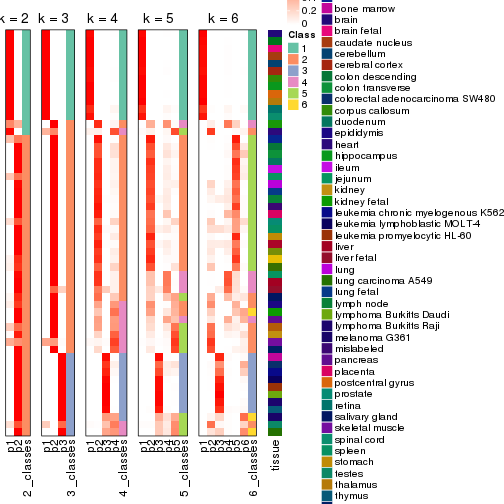 k = 2
k = 3
k = 4
k = 5
k = 6
0.2
0
Class
1
2
3
4
5
6
bone marrow
brain
brain fetal
caudate nucleus
cerebellum
cerebral cortex
colon descending
colon transverse
colorectal adenocarcinoma SW480
corpus callosum
duodenum
epididymis
heart
hippocampus
ileum
jejunum
kidney
kidney fetal
leukemia chronic myelogenous K562
leukemia lymphoblastic MOLT-4
leukemia promyelocytic HL-60
liver
liver fetal
lung
lung carcinoma A549
lung fetal
lymph node
lymphoma Burkitts Daudi
lymphoma Burkitts Raji
melanoma G361
mislabeled
pancreas
placenta
postcentral gyrus
prostate
retina
salivary gland
skeletal muscle
spinal cord
spleen
stomach
testes
thalamus
thymus
p1
p2
2_classes
p1
p2
p3
3_classes
p1
p2
p3
p4
4_classes
p1
p2
p3
p4
p5
5_classes
p1
p2
p3
p4
p5
p6
6_classes
tissue